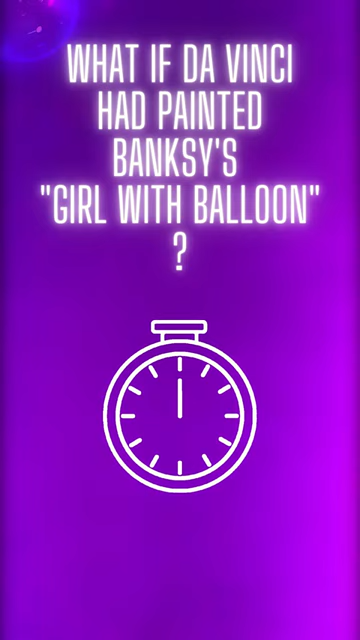 WHAT IF DA VINCI
HAD PAINTED
BANKSY'S
"GIRL WITH BALLOON"
?